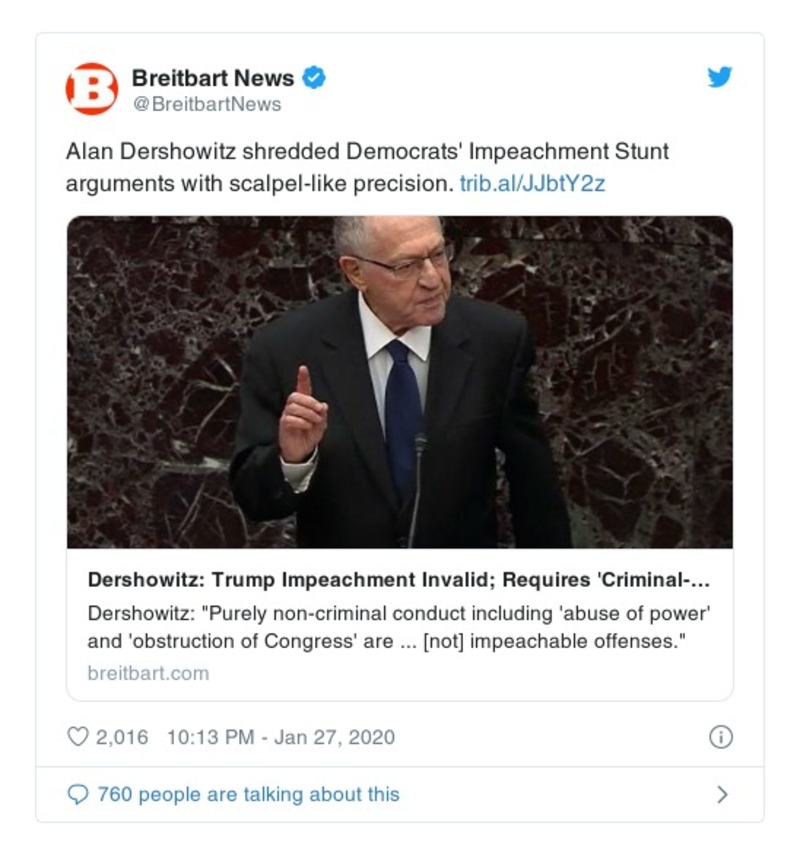 B
Breitbart News
@BreitbartNews
Alan Dershowitz shredded Democrats' Impeachment Stunt
arguments with scalpel-like precision. trib.al/JJbtY2z
Dershowitz: Trump Impeachment Invalid; Requires 'Criminal-...
Dershowitz: "Purely non-criminal conduct including 'abuse of power'
and 'obstruction of Congress' are ... [not] impeachable offenses."
breitbart.com
2,016 10:13 PM - Jan 27, 2020
760 people are talking about this